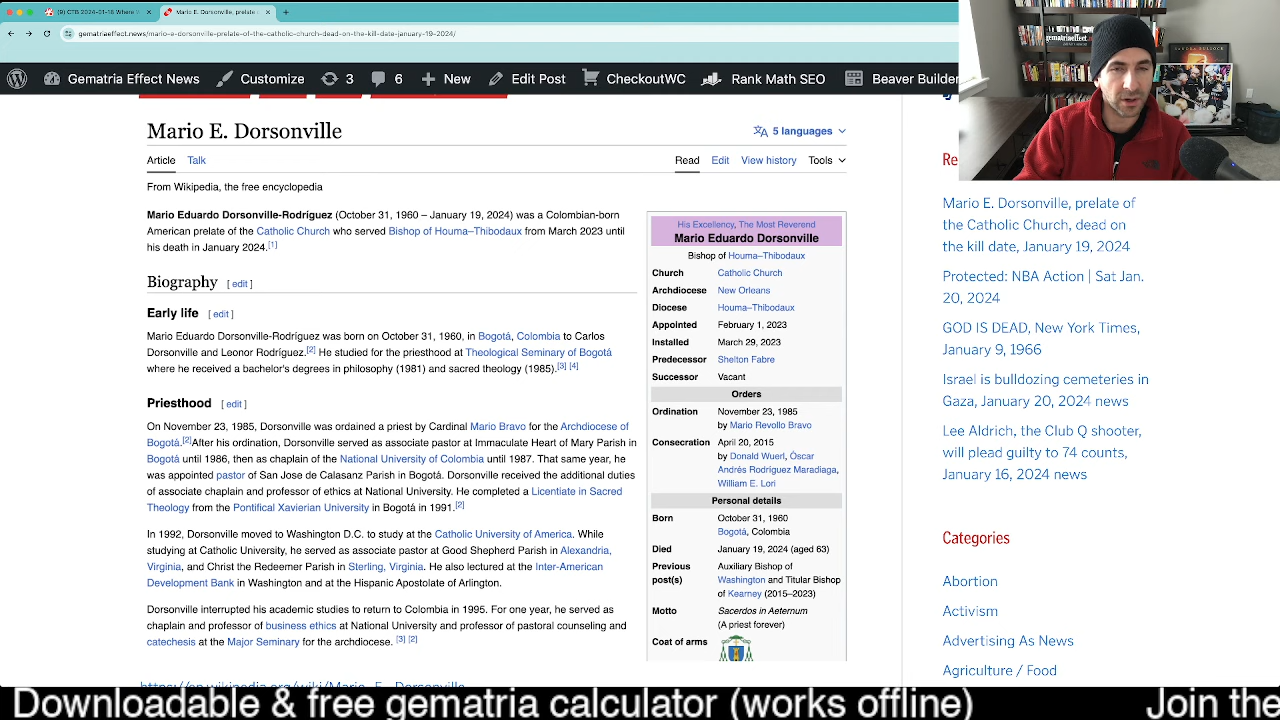 (9) CTB 2024-01-16 Where W
Mario E. Dorsonville, prelate
gematriaeffect.news/mario-e-dorsonville-prelate-of-the-catholic-church-dead-on-the-kill-date-january-19-2024/
Gematria Effect News Customize 3 6 New Edit Post CheckoutWC Rank Math SEO Beaver Builder
Mario E. Dorsonville
5 languages
Article Talk Read Edit View history Tools
From Wikipedia, the free encyclopedia
Mario Eduardo Dorsonville-Rodríguez (October 31, 1960 – January 19, 2024) was a Colombian-born
American prelate of the Catholic Church who served Bishop of Houma–Thibodaux from March 2023 until
his death in January 2024.[1]
Biography [ edit ]
Early life [ edit ]
Mario Eduardo Dorsonville-Rodríguez was born on October 31, 1960, in Bogotá, Colombia to Carlos
Dorsonville and Leonor Rodríguez.[2] He studied for the priesthood at Theological Seminary of Bogotá
where he received a bachelor's degrees in philosophy (1981) and sacred theology (1985).[3] [4]
Priesthood [ edit ]
On November 23, 1985, Dorsonville was ordained a priest by Cardinal Mario Bravo for the Archdiocese of
Bogotá.[2]After his ordination, Dorsonville served as associate pastor at Immaculate Heart of Mary Parish in
Bogotá until 1986, then as chaplain of the National University of Colombia until 1987. That same year, he
was appointed pastor of San Jose de Calasanz Parish in Bogotá. Dorsonville received the additional duties
of associate chaplain and professor of ethics at National University. He completed a Licentiate in Sacred
Theology from the Pontifical Xavierian University in Bogotá in 1991.[2]
In 1992, Dorsonville moved to Washington D.C. to study at the Catholic University of America. While
studying at Catholic University, he served as associate pastor at Good Shepherd Parish in Alexandria,
Virginia, and Christ the Redeemer Parish in Sterling, Virginia. He also lectured at the Inter-American
Development Bank in Washington and at the Hispanic Apostolate of Arlington.
Dorsonville interrupted his academic studies to return to Colombia in 1995. For one year, he served as
chaplain and professor of business ethics at National University and professor of pastoral counseling and
catechesis at the Major Seminary for the archdiocese. [3] [2]
https://en.wikipedia.org/wiki/Mario_E._Dorsonville
His Excellency, The Most Reverend
Mario Eduardo Dorsonville
Bishop of Houma–Thibodaux
Church Catholic Church
Archdiocese New Orleans
Diocese Houma–Thibodaux
Appointed February 1, 2023
Installed March 29, 2023
Predecessor Shelton Fabre
Successor Vacant
Orders
Ordination November 23, 1985
by Mario Revollo Bravo
Consecration April 20, 2015
by Donald Wuerl, Óscar
Andrés Rodríguez Maradiaga,
William E. Lori
Personal details
Born October 31, 1960
Bogotá, Colombia
Died January 19, 2024 (aged 63)
Previous Auxiliary Bishop of
post(s) Washington and Titular Bishop
of Kearney (2015–2023)
Motto Sacerdos in Aeternum
(A priest forever)
Coat of arms
Re
Mario E. Dorsonville, prelate of
the Catholic Church, dead on
the kill date, January 19, 2024
Protected: NBA Action | Sat Jan.
20, 2024
GOD IS DEAD, New York Times,
January 9, 1966
Israel is bulldozing cemeteries in
Gaza, January 20, 2024 news
Lee Aldrich, the Club Q shooter,
will plead guilty to 74 counts,
January 16, 2024 news
Categories
Abortion
Activism
Advertising As News
Agriculture / Food
gematriaeffect.news
SANDRA BULLOCK
Downloadable & free gematria calculator (works offline) Join the